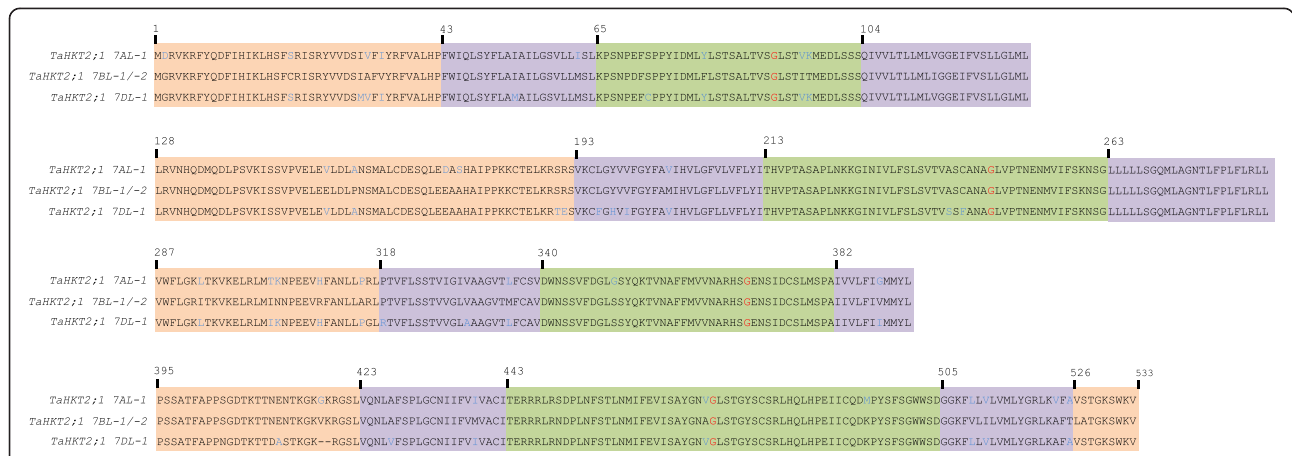 1 43 65 104
TaHKT2;1 7AL-1 MDRVKRFYQDFIHIKLHSFSRISRYVVDSIVFIYRFVALHPFWIQLSYFLAIAILGSVLLISLKPSNPEFSPPYIDMLYLSTSALTVSGLSTVKMEDLSSSQIVVLTLLMLVGGEIFVSLLGLML
TaHKT2;1 7BL-1/-2 MGRVKRFYQDFIHIKLHSFCRISRYVVDSIAFVYRFVALHPFWIQLSYFLAIAILGSVLLMSLKPSNPDFSPPYIDMLFLSTSALTVSGLSTITMEDLSSSQIVVLTLLMLIGGEIFVSLLGLML
TaHKT2;1 7DL-1 MGRVKRFYQDFIHIKLHSFSRISRYVVDSMVFIYRFVALHPFWIQLSYFLAMAILGSVLLMSLKPSNPEFCPPYIDMLYLSTSALTVSGLSTVKMEDLSSSQIVVLTLLMLVGGEIFVSLLGLML
128 193 213 263
TaHKT2;1 7AL-1 LRVNHQDMQDLPSVKISSVPVELEVLDLANSMALCDESQLEDASHAIPPKKCTELKRSRSVKCLGYVVFGYFAVIHVLGFVLVFLYITHVPTASAPLNKKGINIVLFSLSVTVASCANAGLVPTNENMVIFSKNSGLLLLLSGQMLAGNTLFPLFLRLL
TaHKT2;1 7BL-1/-2 LRVNHQDMQDLPSVKISSVPVELEELDLPNSMALCDESQLEEAAHAIPPKKCTELKRSRSVKCLGYVVFGYFAMIHVLGFLLVFLYITHVPTASAPLNKKGINIVLFSLSVTVASCANAGLVPTNENMVIFSKNSGLLLLLSGQMLAGNTLFPLFLRLL
TaHKT2;1 7DL-1 LRVNHQDMQDLPSVKISSVPVELEVLDLANSMALCDESQLEEAAHAIPPKKCTELKRTESVKCFGHVIFGYFAVIHVLGFLLVFLYITHVPTASAPLNKKGINIVLFSLSVTVSSFANAGLVPTNENMVIFSKNSGLLLLLSGQMLAGNTLFPLFLRLL
287 318 340 382
TaHKT2;1 7AL-1 VWFLGKLTKVKELRLMTKNPEEVHFANLLPRLPTVFLSSTVIGIVAAGVTLFCSVDWNSSVFDGLGSYQKTVNAFFMVVNARHSGENSIDCSLMSPAIVVLFIGMMYL
TaHKT2;1 7BL-1/-2 VWFLGRITKVKELRLMINNPEEVRFANLLARLPTVFLSSTVVGLVAAGVTMFCAVDWNSSVFDGLSSYQKTVNAFFMVVNARHSGENSIDCSLMSPAIIVLFIVMMYL
TaHKT2;1 7DL-1 VWFLGKLTKVKELRLMIKNPEEVHFANLLPGLRTVFLSSTVVGLAAAGVTLFCAVDWNSSVFDGLSSYQKTVNAFFMVVNARHSGENSIDCSLMSPAIIVLFIIMMYL
395 423 443 505 526 533
TaHKT2;1 7AL-1 PSSATFAPPSGDTKTTNENTKGKGKRGSLVQNLAFSPLGCNIIFVIVACITERRRLRSDPLNFSTLNMIFEVISAYGNVGLSTGYSCSRLHQLHPEIICQDMPYSFSGWWSDGGKFLLVLVMLYGRLKVFAVSTGKSWKV
TaHKT2;1 7BL-1/-2 PSSATFAPPSGDTKTTNENTKGKVKRGSLVQNLAFSPLGCNIIFVMVACITERRRLRNDPLNFSTLNMIFEVISAYGNAGLSTGYSCSRLHQLHPEIICQDKPYSFSGWWSDGGKFLLILVMLYGRLKAFTLATGKSWKV
TaHKT2;1 7DL-1 PSSATFAPPNGDTKTTDASTKGK--RGSLVQNLVFSPLGCNIIFVIVACITERRRLRNDPLNFSTLNMIFEVISAYGNVGLSTGYSCSRLHQLHPEIICQDKPYSFSGWWSDGGKFLLVLVMLYGRLKAFAVSTGKSWKV